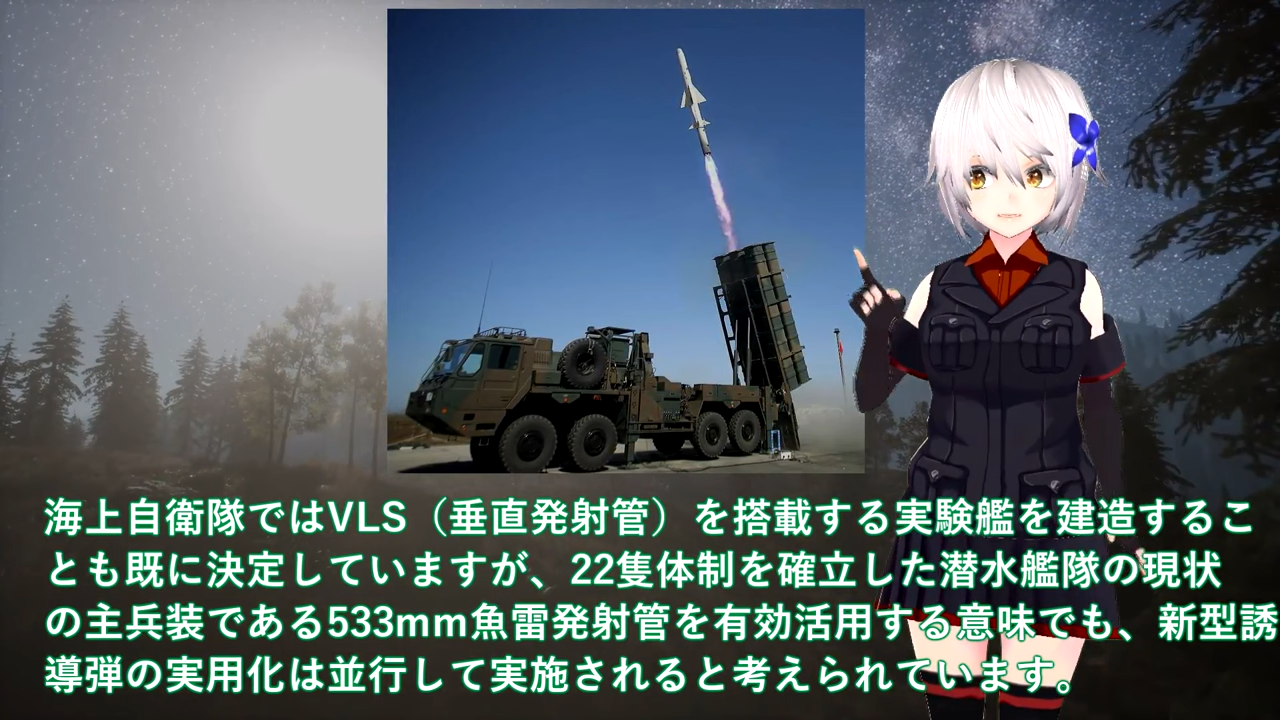 海上自衛隊ではVLS（垂直発射管）を搭載する実験艦を建造するこ
とも既に決定していますが、22隻体制を確立した潜水艦隊の現状
の主兵装である533mm魚雷発射管を有効活用する意味でも、新型誘
導弾の実用化は並行して実施されると考えられています。